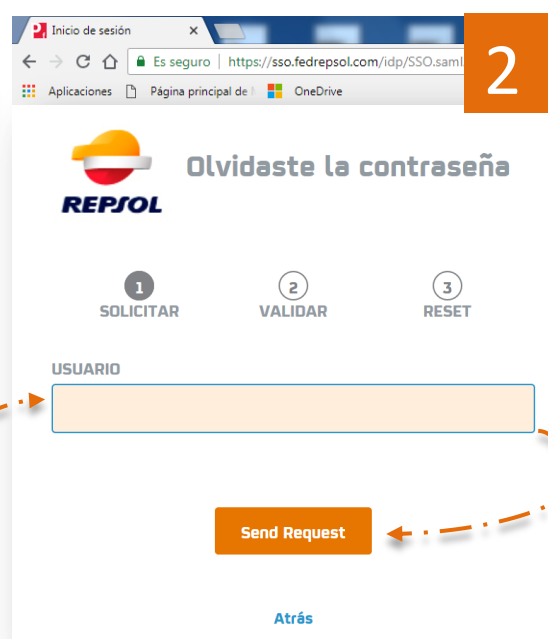 Inicio de sesión
2
Es seguro https://sso.fedrepsol.com/idp/SSO.saml
Aplicaciones Página principal de OneDrive
Olvidaste la contraseña
REPSOL
1 2 3
SOLICITAR VALIDAR RESET
USUARIO
Send Request
Atrás